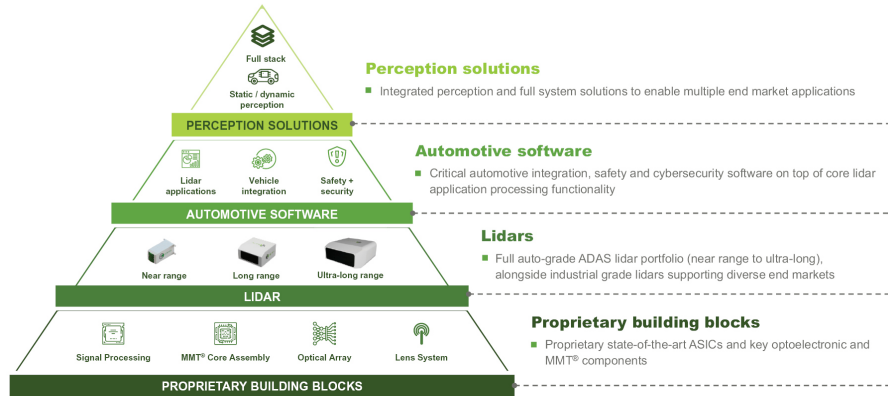 Full stack
Static / dynamic
perception
PERCEPTION SOLUTIONS
Perception solutions
Integrated perception and full system solutions to enable multiple end market applications
Lidar
applications
Vehicle
integration
Safety +
security
AUTOMOTIVE SOFTWARE
Automotive software
Critical automotive integration, safety and cybersecurity software on top of core lidar
application processing functionality
Near range
Long range
Ultra-long range
LIDAR
Lidars
Full auto-grade ADAS lidar portfolio (near range to ultra-long),
alongside industrial grade lidars supporting diverse end markets
Signal Processing
MMT® Core Assembly
Optical Array
Lens System
PROPRIETARY BUILDING BLOCKS
Proprietary building blocks
Proprietary state-of-the-art ASICs and key optoelectronic and
MMT® components